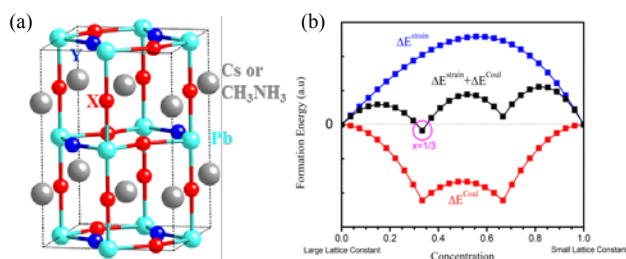 (a)
Y
Cs or
CH₃NH₃
X
Pb
(b)
Formation Energy (a.u)
0
ΔE^strain
ΔE^strain+ΔE^Coul
x=1/3
ΔE^Coul
0.0 0.2 0.4 0.6 0.8 1.0
Large Lattice Constant Concentration Small Lattice Constant